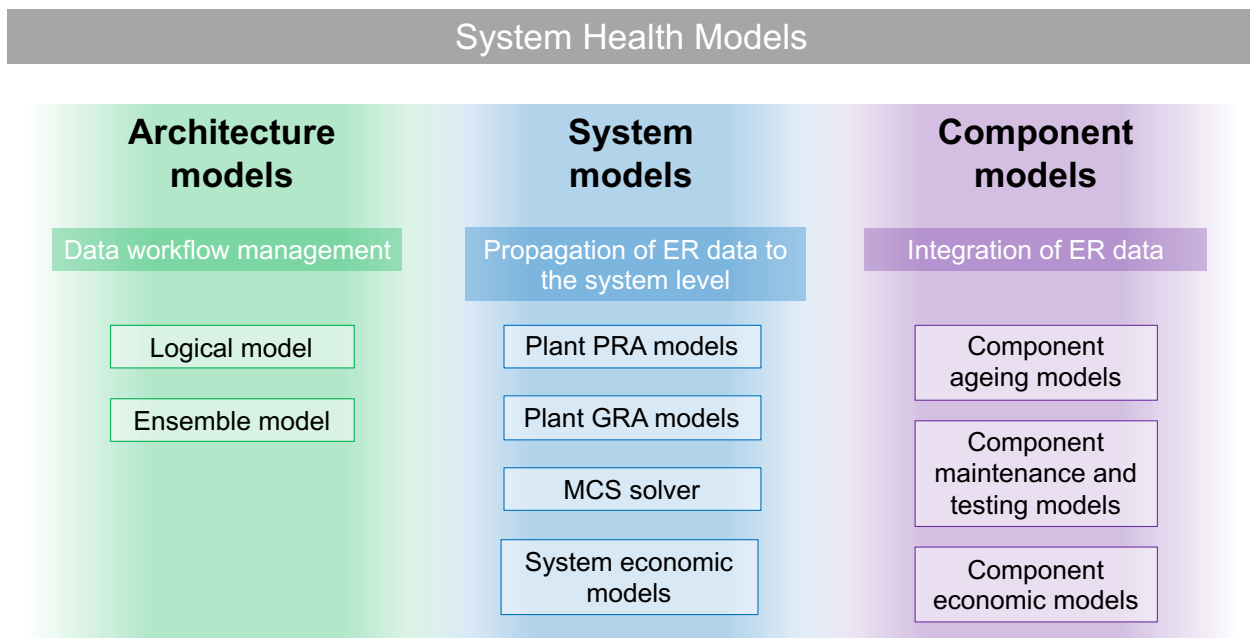 System Health Models
Architecture
models
Data workflow management
Logical model
Ensemble model
System
models
Propagation of ER data to
the system level
Plant PRA models
Plant GRA models
MCS solver
System economic
models
Component
models
Integration of ER data
Component
ageing models
Component
maintenance and
testing models
Component
economic models